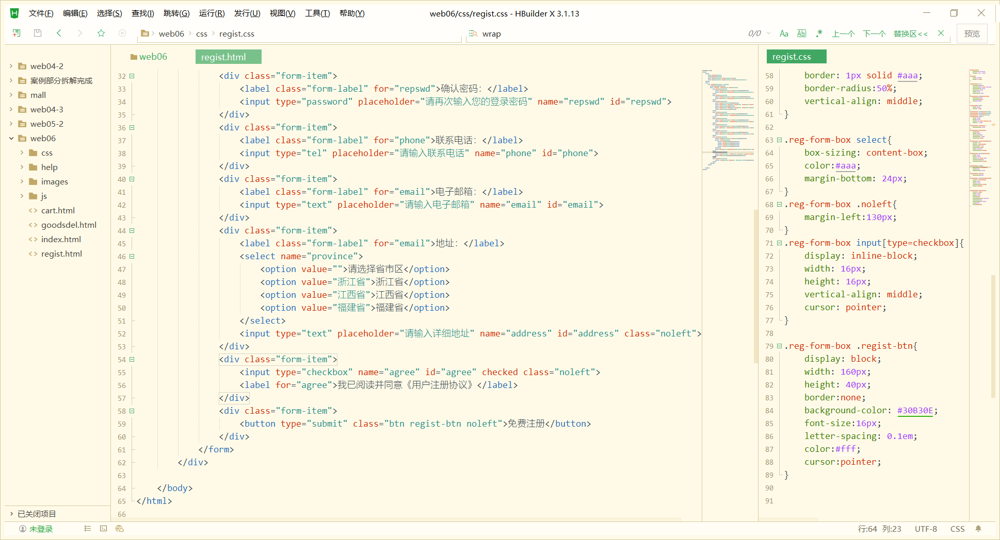 文件(F) 编辑(E) 选择(S) 查找(I) 跳转(G) 运行(R) 发行(U) 视图(V) 工具(T) 帮助(Y) web06/css/regist.css - HBuilder X 3.1.13
web06 css regist.css wrap 0/0 Aa Ab| .* 上一个 下一个 替换区<< 预览
web04-2
案例部分拆解完成
mall
web04-3
web05-2
web06
css
help
images
js
cart.html
goodsdel.html
index.html
regist.html
已关闭项目
web06 regist.html
32 <div class="form-item">
33 <label class="form-label" for="repswd">确认密码：</label>
34 <input type="password" placeholder="请再次输入您的登录密码" name="repswd" id="repswd">
35 </div>
36 <div class="form-item">
37 <label class="form-label" for="phone">联系电话：</label>
38 <input type="tel" placeholder="请输入联系电话" name="phone" id="phone">
39 </div>
40 <div class="form-item">
41 <label class="form-label" for="email">电子邮箱：</label>
42 <input type="text" placeholder="请输入电子邮箱" name="email" id="email">
43 </div>
44 <div class="form-item">
45 <label class="form-label" for="email">地址：</label>
46 <select name="province">
47 <option value="">请选择省市区</option>
48 <option value="浙江省">浙江省</option>
49 <option value="江西省">江西省</option>
50 <option value="福建省">福建省</option>
51 </select>
52 <input type="text" placeholder="请输入详细地址" name="address" id="address" class="noleft">
53 </div>
54 <div class="form-item">
55 <input type="checkbox" name="agree" id="agree" checked class="noleft">
56 <label for="agree">我已阅读并同意《用户注册协议》</label>
57 </div>
58 <div class="form-item">
59 <button type="submit" class="btn regist-btn noleft">免费注册</button>
60 </div>
61 </form>
62 </div>
63
64 </body>
65 </html>
66
regist.css
58 border: 1px solid #aaa;
59 border-radius:50%;
60 vertical-align: middle;
61 }
62
63 .reg-form-box select{
64 box-sizing: content-box;
65 color:#aaa;
66 margin-bottom: 24px;
67 }
68 .reg-form-box .noleft{
69 margin-left:130px;
70 }
71 .reg-form-box input[type=checkbox]{
72 display: inline-block;
73 width: 16px;
74 height: 16px;
75 vertical-align: middle;
76 cursor: pointer;
77 }
78
79 .reg-form-box .regist-btn{
80 display: block;
81 width: 160px;
82 height: 40px;
83 border:none;
84 background-color: #30B30E;
85 font-size:16px;
86 letter-spacing: 0.1em;
87 color:#fff;
88 cursor:pointer;
89 }
90
91
未登录 行:64 列:23 UTF-8 CSS